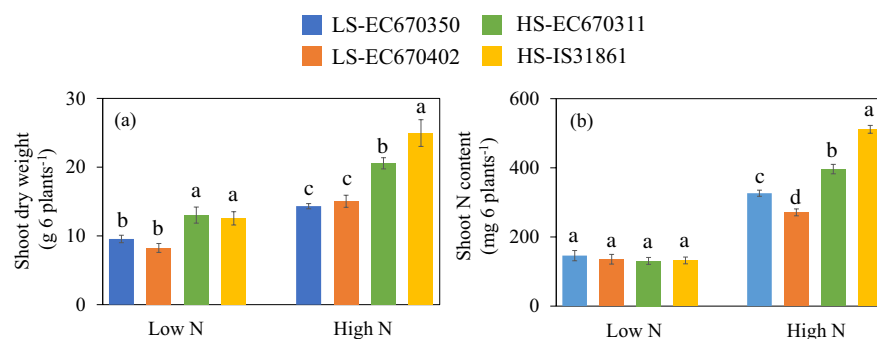 LS-EC670350
HS-EC670311
LS-EC670402
HS-IS31861
Shoot dry weight
(g 6 plants⁻¹)
30
20
10
0
(a)
b
b
a
a
c
c
b
a
Low N
High N
Shoot N content
(mg 6 plants⁻¹)
600
400
200
0
(b)
a
a
a
a
c
d
b
a
Low N
High N